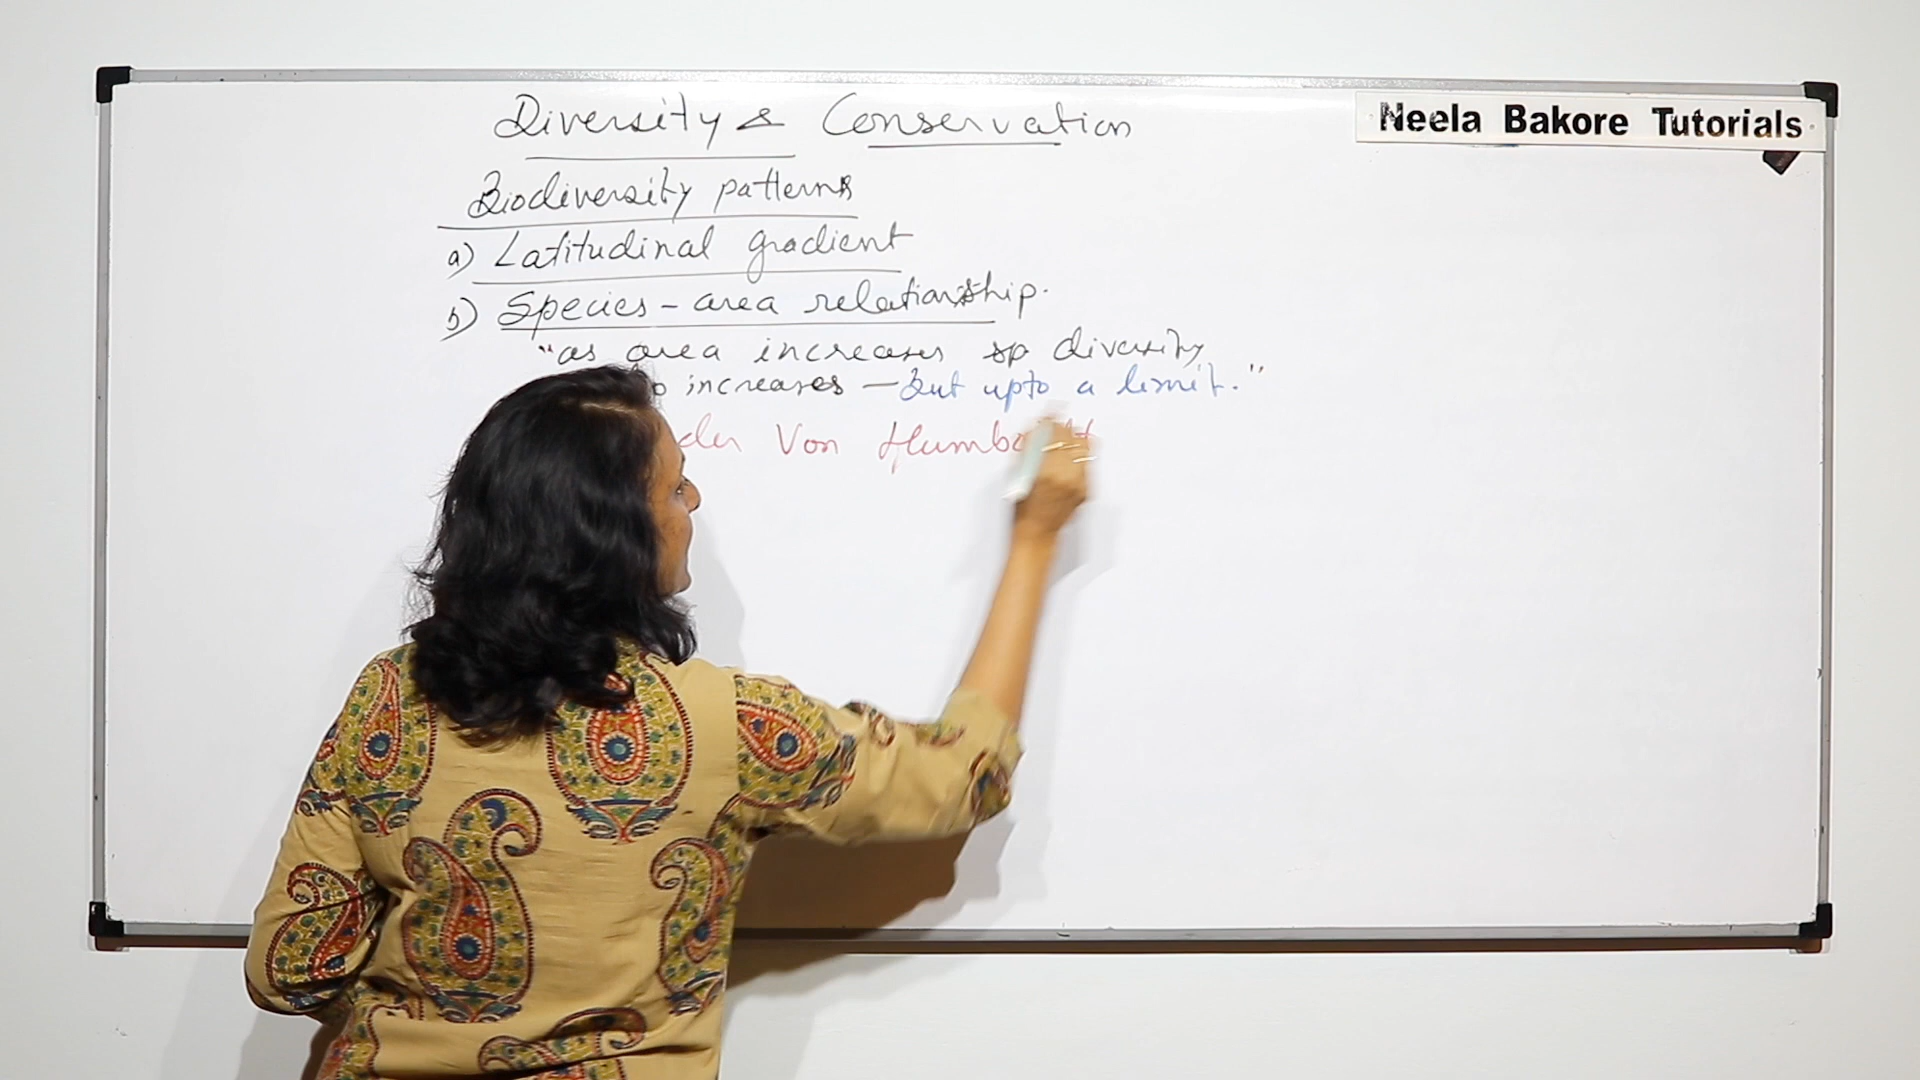 Diversity & Conservation
Neela Bakore Tutorials
Biodiversity patterns
a) Latitudinal gradient
b) Species - area relationship.
"as area increases sp diversity
increases - But upto a limit."
Von